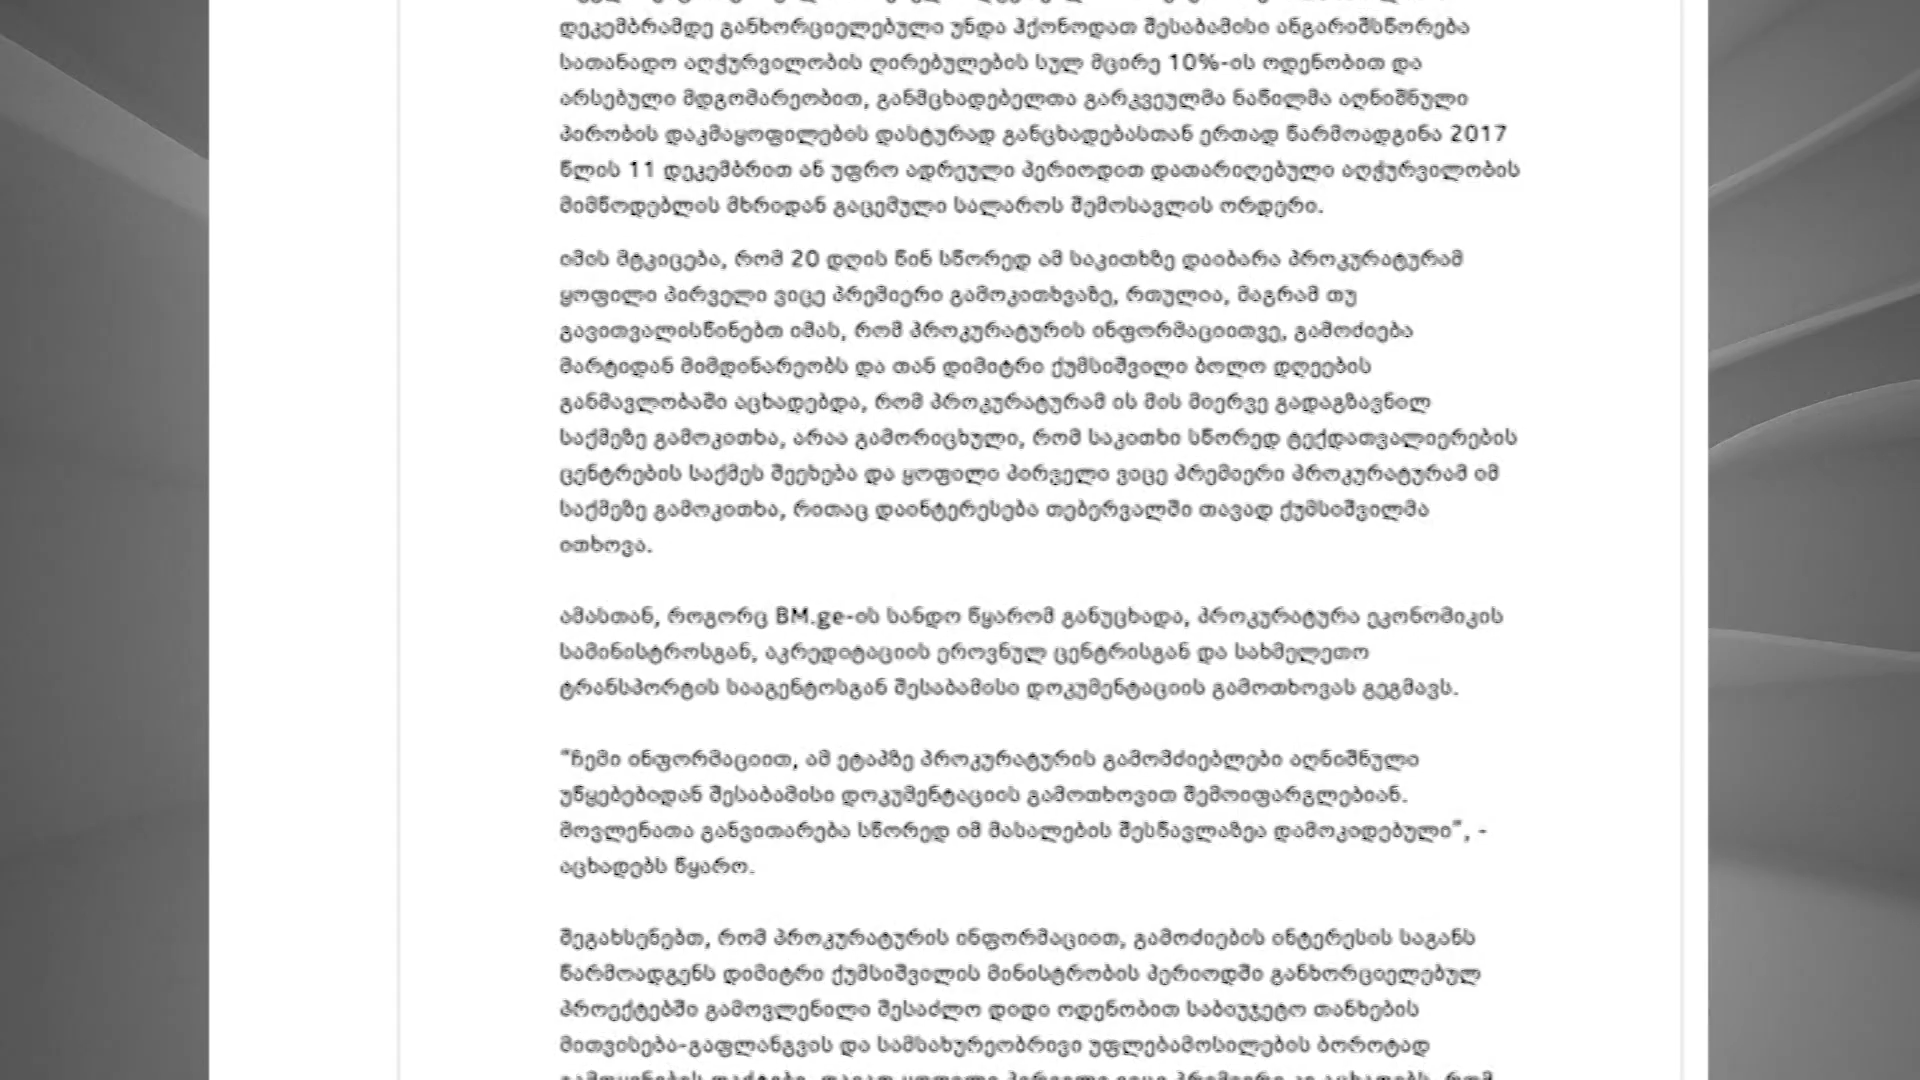 დეკემბრამდე განხორციელებული უნდა ჰქონოდათ შესაბამისი ანგარიშსწორება
სათანადო აღჭურვილობის ღირებულების სულ მცირე 10%-ის ოდენობით და
არსებული მდგომარეობით, განმცხადებელთა გარკვეულმა ნაწილმა აღნიშნული
პირობის დაკმაყოფილების დასტურად განცხადებასთან ერთად წარმოადგინა 2017
წლის 11 დეკემბრით ან უფრო ადრეული პერიოდით დათარიღებული აღჭურვილობის
მიმწოდებლის მხრიდან გაცემული სალაროს შემოსავლის ორდერი.
იმის მტკიცება, რომ 20 დღის წინ სწორედ ამ საკითხზე დაიბარა პროკურატურამ
ყოფილი პირველი ვიცე პრემიერი გამოკითხვაზე, რთულია, მაგრამ თუ
გავითვალისწინებთ იმას, რომ პროკურატურის ინფორმაციითვე, გამოძიება
მარტიდან მიმდინარეობს და თან დიმიტრი ქუმსიშვილი ბოლო დღეების
განმავლობაში აცხადებდა, რომ პროკურატურამ ის მის მიერვე გადაგზავნილ
საქმეზე გამოკითხა, არაა გამორიცხული, რომ საკითხი სწორედ ტექდათვალიერების
ცენტრების საქმეს შეეხება და ყოფილი პირველი ვიცე პრემიერი პროკურატურამ იმ
საქმეზე გამოკითხა, რითაც დაინტერესება თებერვალში თავად ქუმსიშვილმა
ითხოვა.
ამასთან, როგორც BM.ge-ის სანდო წყარომ განუცხადა, პროკურატურა ეკონომიკის
სამინისტროსგან, აკრედიტაციის ეროვნულ ცენტრისგან და სახმელეთო
ტრანსპორტის სააგენტოსგან შესაბამისი დოკუმენტაციის გამოთხოვას გეგმავს.
"ჩემი ინფორმაციით, ამ ეტაპზე პროკურატურის გამომძიებლები აღნიშნული
უწყებებიდან შესაბამისი დოკუმენტაციის გამოთხოვით შემოიფარგლებიან.
მოვლენათა განვითარება სწორედ იმ მასალების შესწავლაზეა დამოკიდებული", -
აცხადებს წყარო.
შეგახსენებთ, რომ პროკურატურის ინფორმაციით, გამოძიების ინტერესის საგანს
წარმოადგენს დიმიტრი ქუმსიშვილის მინისტრობის პერიოდში განხორციელებულ
პროექტებში გამოვლენილი შესაძლო დიდი ოდენობით საბიუჯეტო თანხების
მითვისება-გაფლანგვის და სამსახურეობრივი უფლებამოსილების ბოროტად